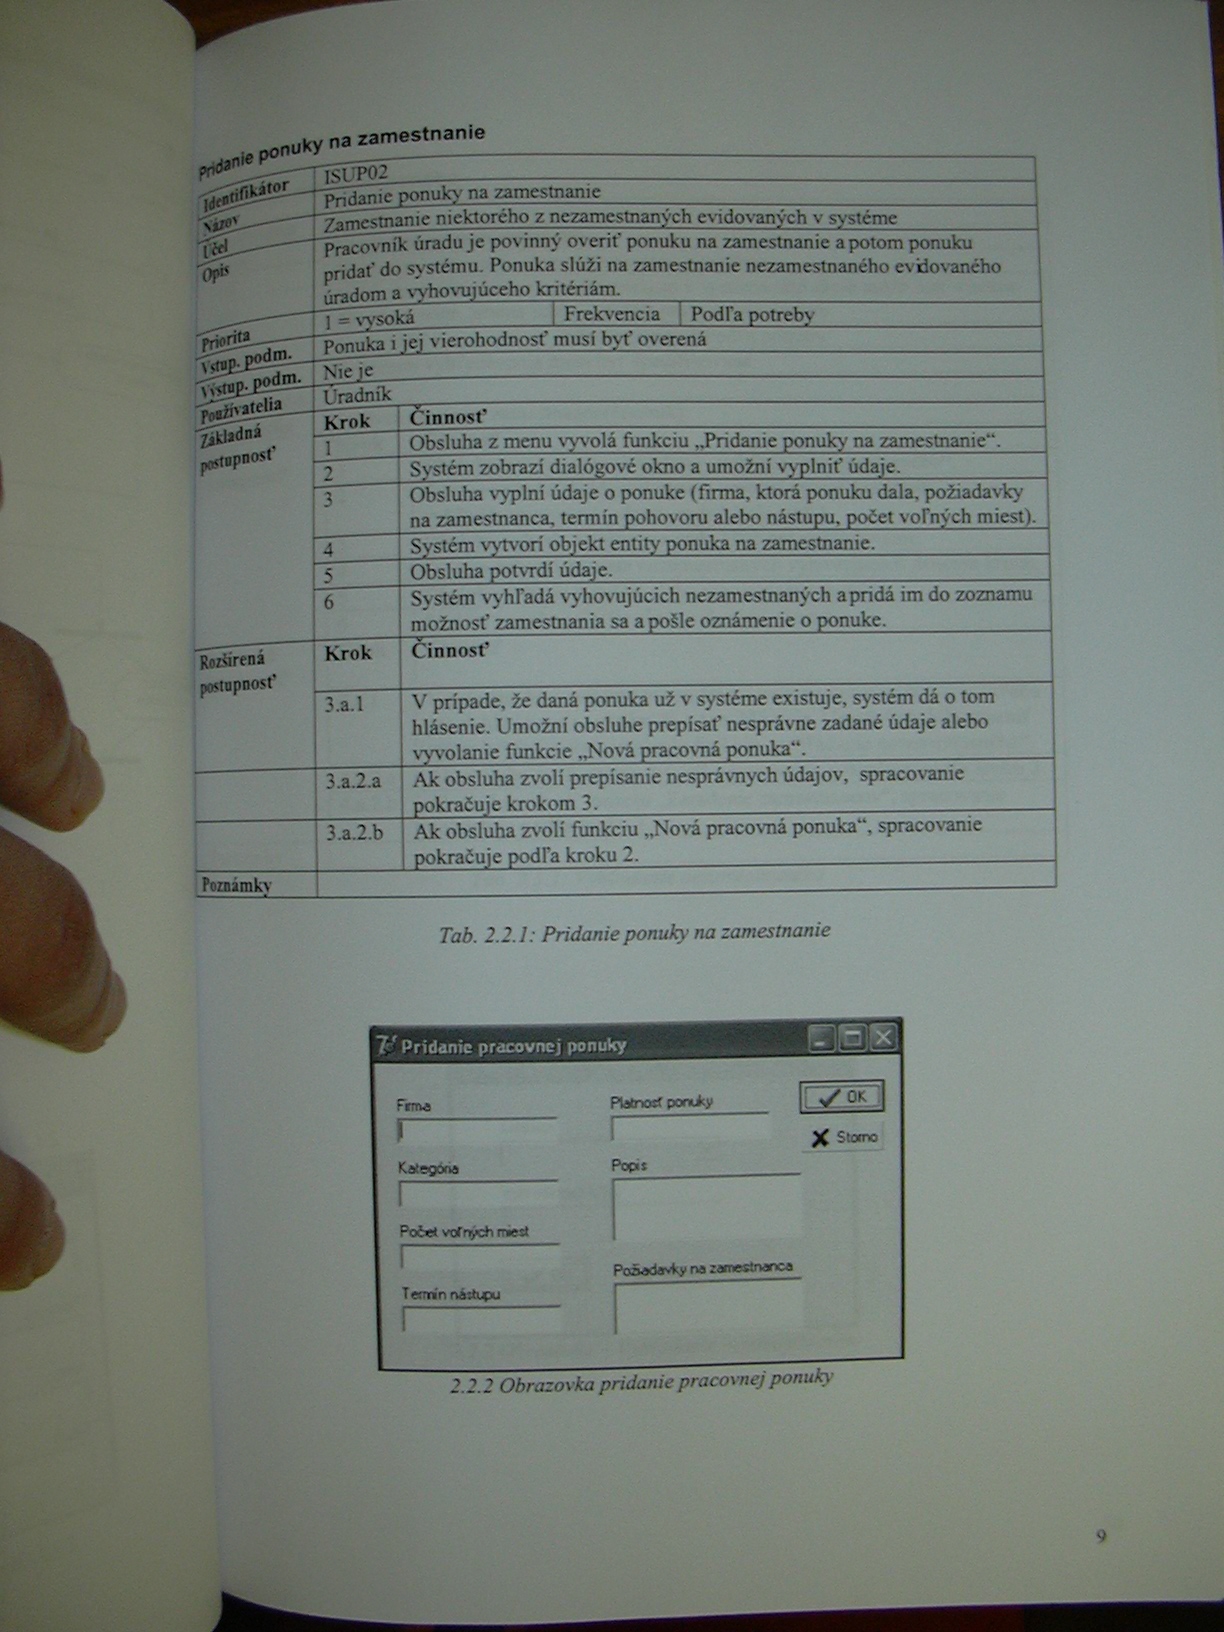 Pridanie ponuky na zamestnanie
Identifikátor ISUP02
Názov Pridanie ponuky na zamestnanie
Účel Zamestnanie niektorého z nezamestnaných evidovaných v systéme
Opis Pracovník úradu je povinný overiť ponuku na zamestnanie a potom ponuku
pridať do systému. Ponuka slúži na zamestnanie nezamestnaného evidovaného
úradom a vyhovujúceho kritériám.
Priorita 1 = vysoká Frekvencia Podľa potreby
Vstup. podm. Ponuka i jej vierohodnosť musí byť overená
Výstup. podm. Nie je
Používatelia Úradník
Základná postupnosť Krok Činnosť
1 Obsluha z menu vyvolá funkciu „Pridanie ponuky na zamestnanie“.
2 Systém zobrazí dialógové okno a umožní vyplniť údaje.
3 Obsluha vyplní údaje o ponuke (firma, ktorá ponuku dala, požiadavky
na zamestnanca, termín pohovoru alebo nástupu, počet voľných miest).
4 Systém vytvorí objekt entity ponuka na zamestnanie.
5 Obsluha potvrdí údaje.
6 Systém vyhľadá vyhovujúcich nezamestnaných a pridá im do zoznamu
možnosť zamestnania sa a pošle oznámenie o ponuke.
Rozšírená postupnosť Krok Činnosť
3.a.1 V prípade, že daná ponuka už v systéme existuje, systém dá o tom
hlásenie. Umožní obsluhe prepísať nesprávne zadané údaje alebo
vyvolanie funkcie „Nová pracovná ponuka“.
3.a.2.a Ak obsluha zvolí prepísanie nesprávnych údajov, spracovanie
pokračuje krokom 3.
3.a.2.b Ak obsluha zvolí funkciu „Nová pracovná ponuka“, spracovanie
pokračuje podľa kroku 2.
Poznámky
Tab. 2.2.1: Pridanie ponuky na zamestnanie
Pridanie pracovnej ponuky
Firma
Platnosť ponuky
OK
Storno
Kategória
Popis
Počet voľných miest
Požiadavky na zamestnanca
Termín nástupu
2.2.2 Obrazovka pridanie pracovnej ponuky
9